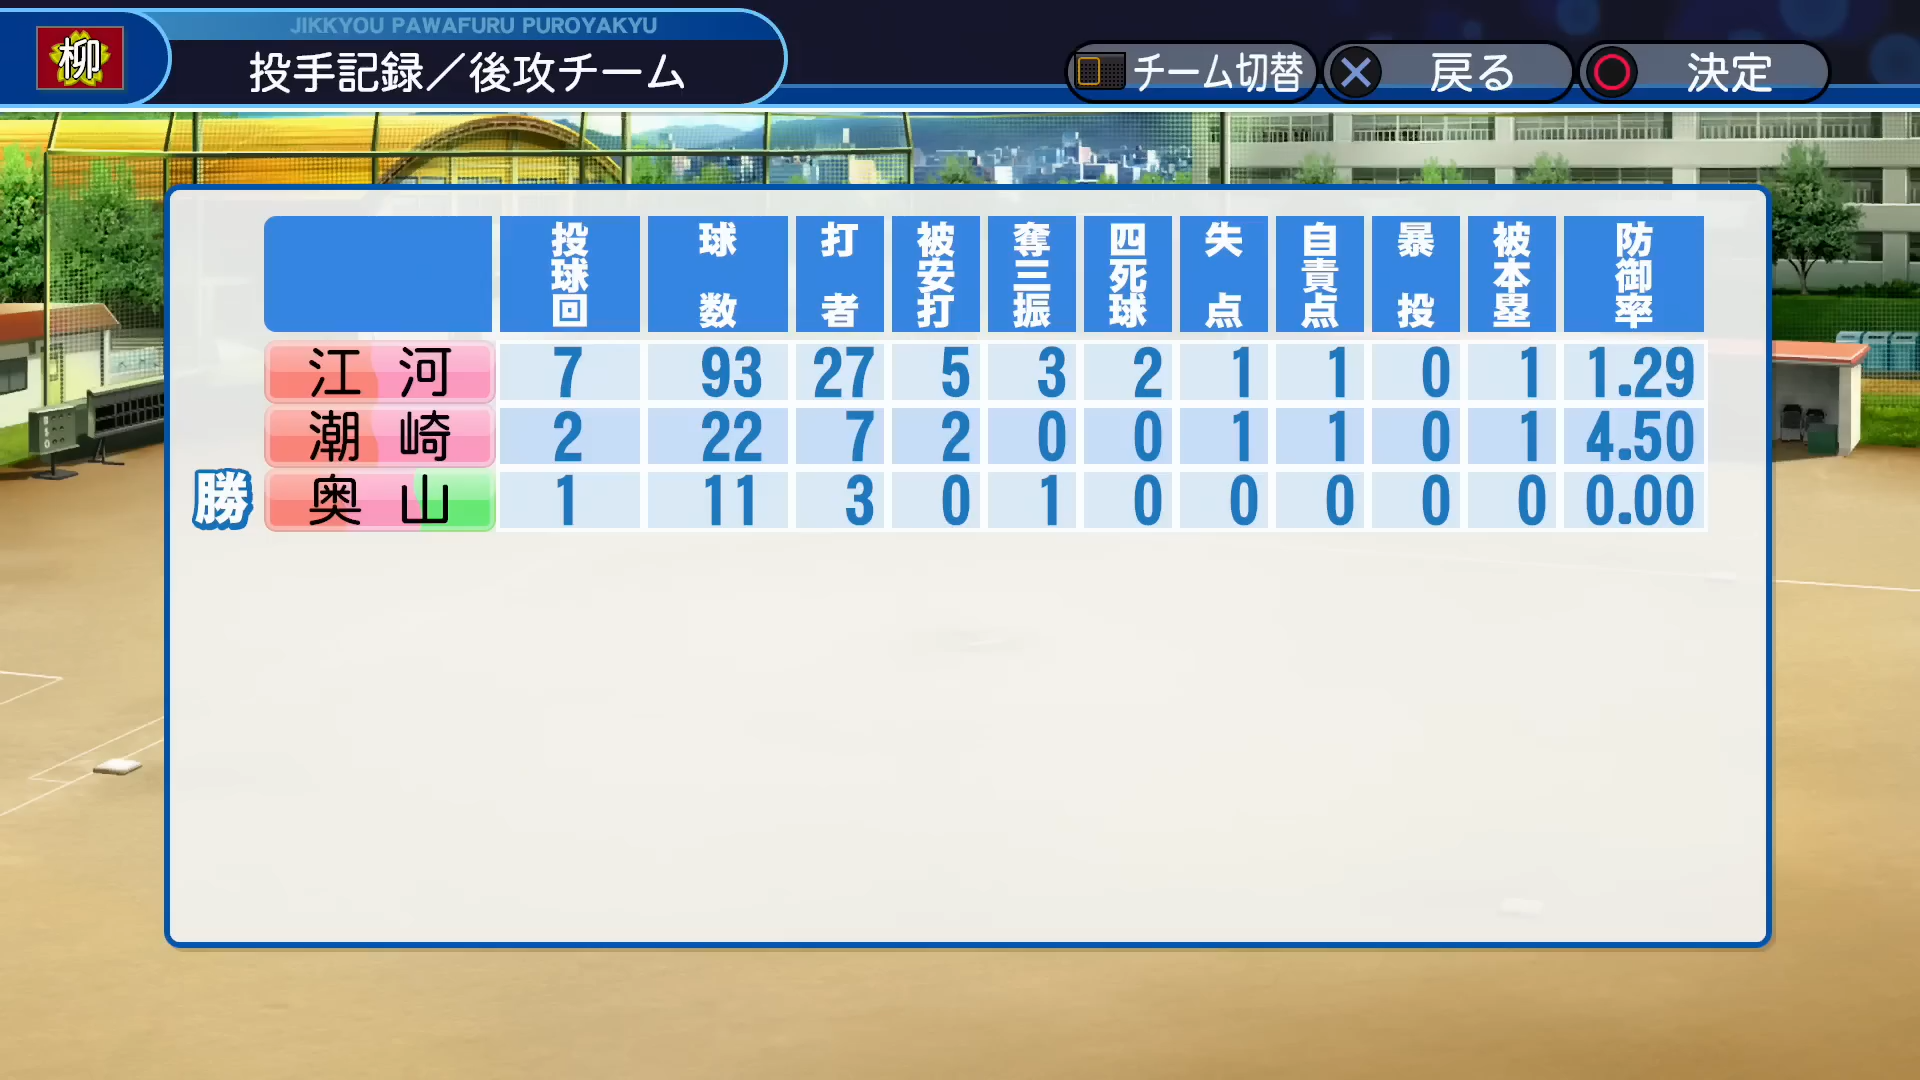 柳
JIKKYOU PAWAFURU PUROYAKYU
投手記録／後攻チーム
チーム切替 戻る 決定
投球回 球数 打者 被安打 奪三振 四死球 失点 自責点 暴投 被本塁 防御率
江河 7 93 27 5 3 2 1 1 0 1 1.29
潮崎 2 22 7 2 0 0 1 1 0 1 4.50
勝 奥山 1 11 3 0 1 0 0 0 0 0 0.00